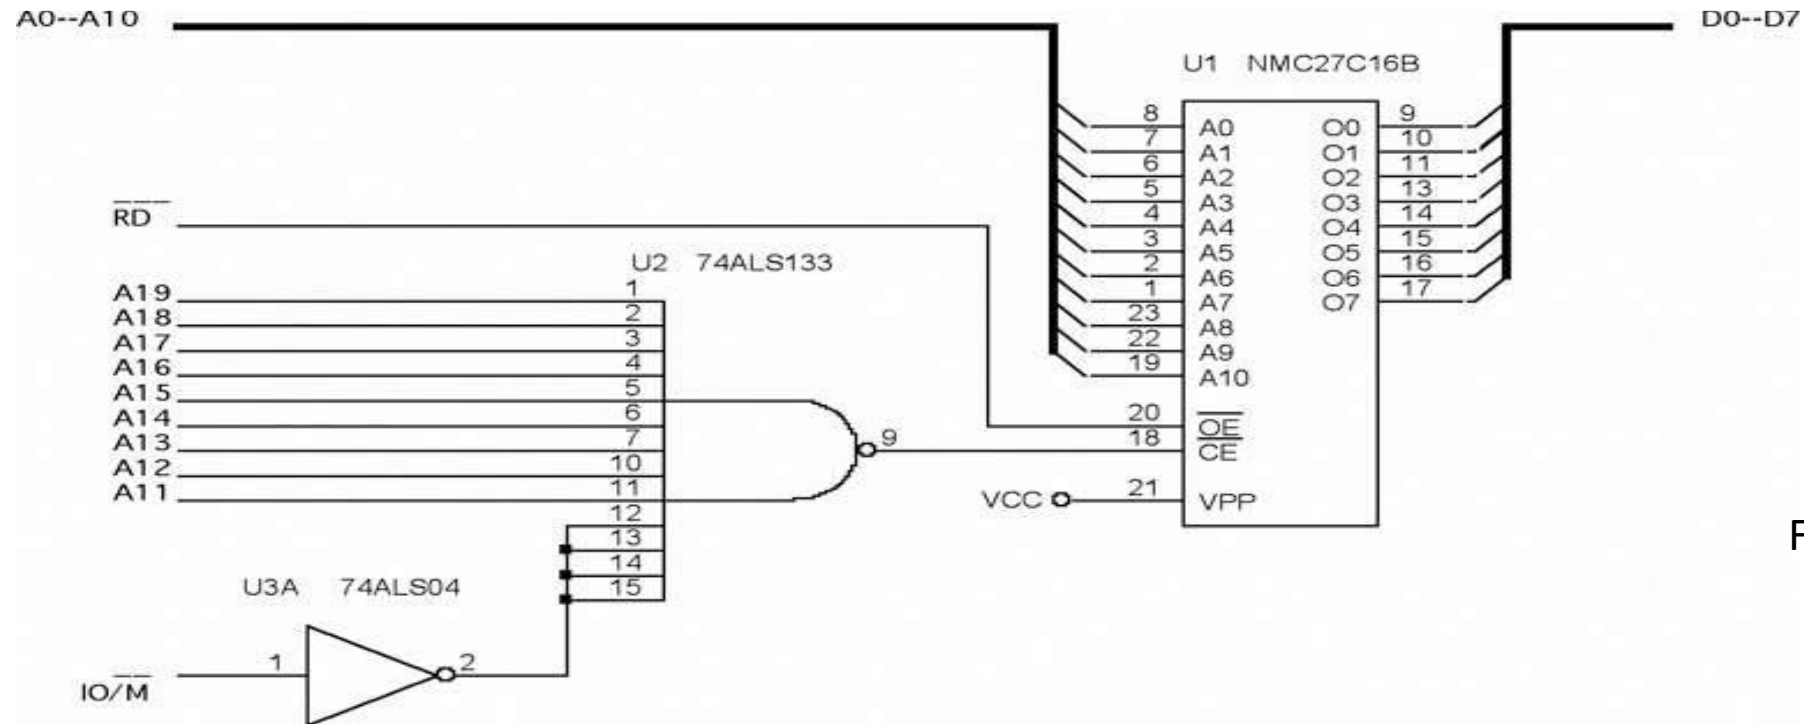 A0--A10
D0--D7
U1 NMC27C16B
8 A0 O0 9
7 A1 O1 10
6 A2 O2 11
5 A3 O3 13
4 A4 O4 14
3 A5 O5 15
2 A6 O6 16
1 A7 O7 17
23 A8
22 A9
19 A10
20 OE
18 CE
21 VPP
VCC
RD
U2 74ALS133
A19 1
A18 2
A17 3
A16 4
A15 5
A14 6
A13 7
A12 10
A11 11
12
13
14
15
9
U3A 74ALS04
1 2
IO/M
F